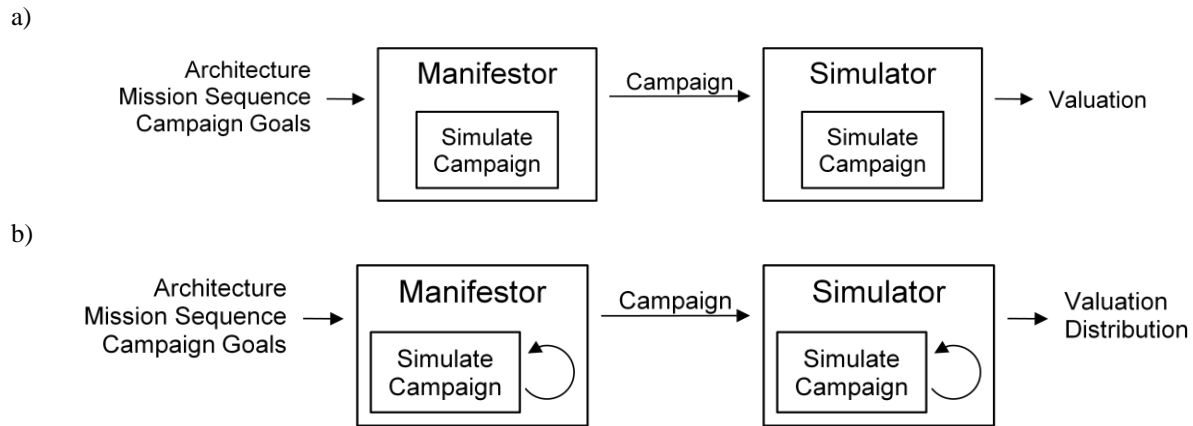 a)
Architecture
Mission Sequence
Campaign Goals
Manifestor
Simulate
Campaign
Campaign
Simulator
Simulate
Campaign
Valuation
b)
Architecture
Mission Sequence
Campaign Goals
Manifestor
Simulate
Campaign
Campaign
Simulator
Simulate
Campaign
Valuation
Distribution